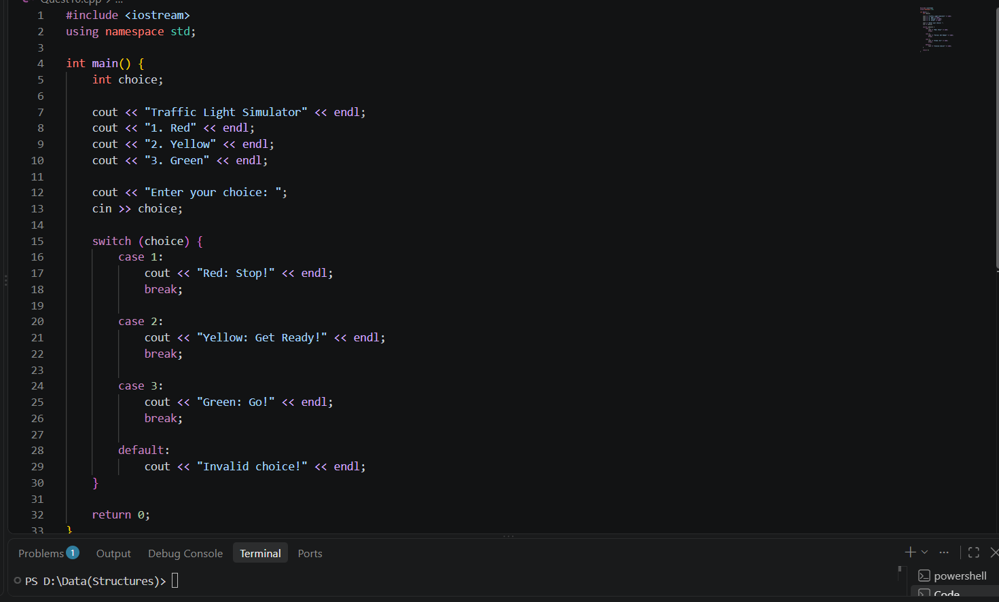 #include <iostream>
using namespace std;
int main() {
int choice;
cout << "Traffic Light Simulator" << endl;
cout << "1. Red" << endl;
cout << "2. Yellow" << endl;
cout << "3. Green" << endl;
cout << "Enter your choice: ";
cin >> choice;
switch (choice) {
case 1:
cout << "Red: Stop!" << endl;
break;
case 2:
cout << "Yellow: Get Ready!" << endl;
break;
case 3:
cout << "Green: Go!" << endl;
break;
default:
cout << "Invalid choice!" << endl;
}
return 0;
}
1
2
3
4
5
6
7
8
9
10
11
12
13
14
15
16
17
18
19
20
21
22
23
24
25
26
27
28
29
30
31
32
33
Problems 1 Output Debug Console Terminal Ports
PS D:\Data(Structures)>
powershell
Code